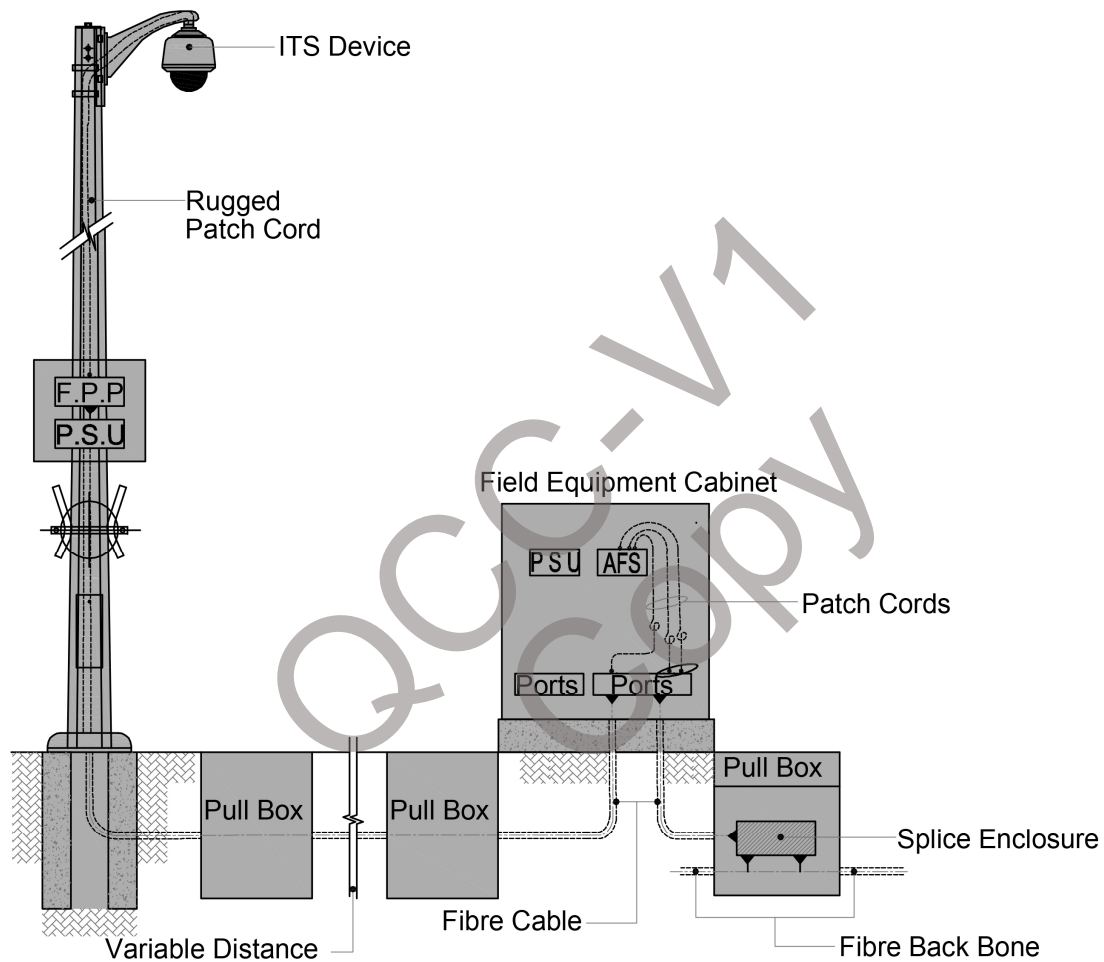 ITS Device
Rugged
Patch Cord
F.P.P
P.S.U
Field Equipment Cabinet
P S U
AFS
Patch Cords
Ports
Ports
Pull Box
Pull Box
Pull Box
Splice Enclosure
Fibre Cable
Variable Distance
Fibre Back Bone
QCC-V1
Copy